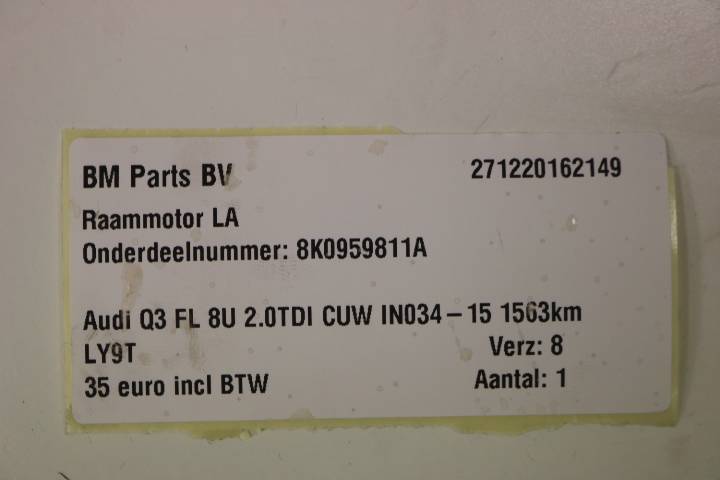 BM Parts BV 271220162149
Raammotor LA
Onderdeelnummer: 8K0959811A
Audi Q3 FL 8U 2.0TDI CUW IN034-15 1563km
LY9T Verz: 8
35 euro incl BTW Aantal: 1